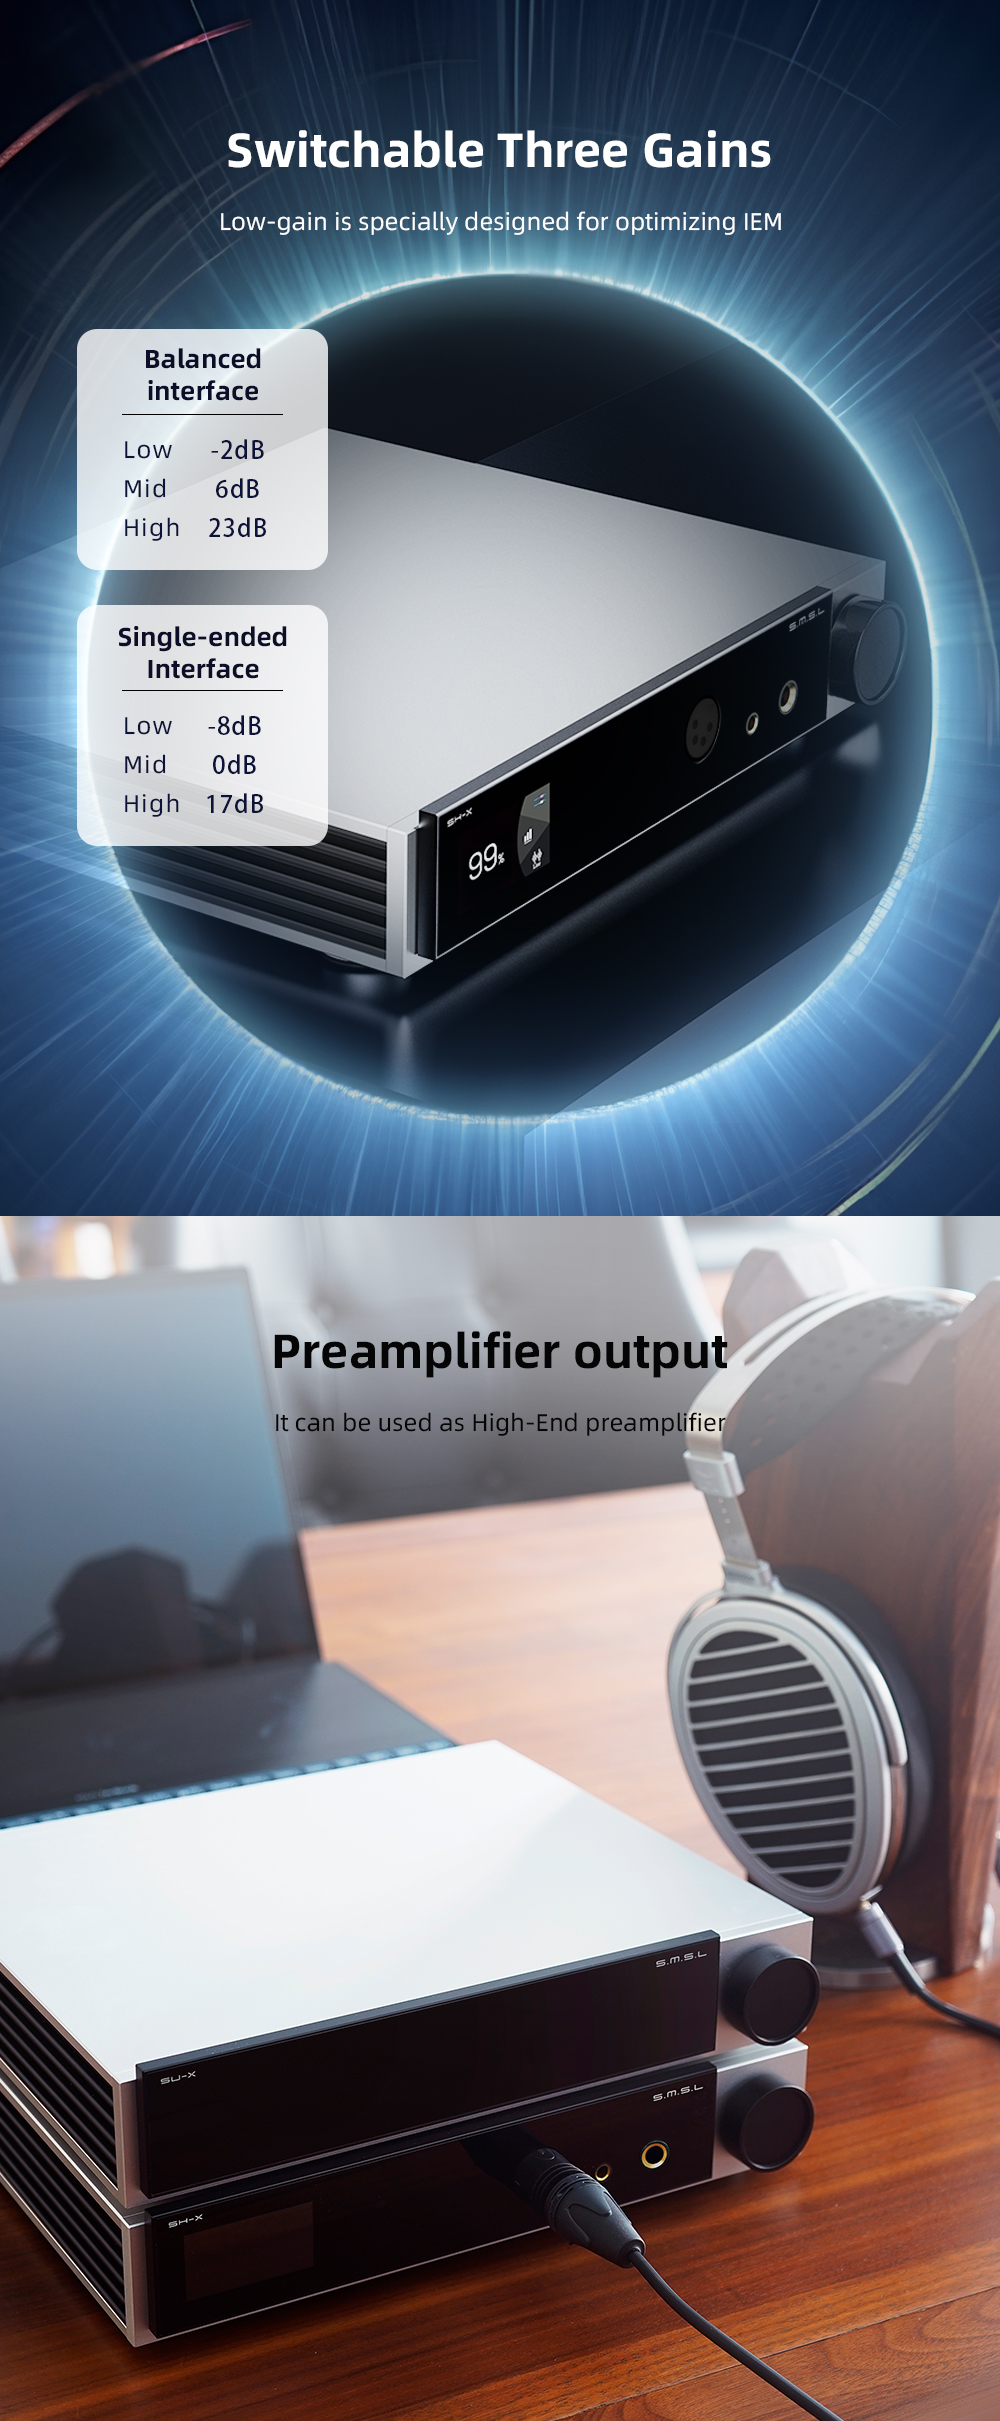 Switchable Three Gains
Low-gain is specially designed for optimizing IEM
Balanced
interface
Low -2dB
Mid 6dB
High 23dB
Single-ended
Interface
Low -8dB
Mid 0dB
High 17dB
S.M.S.L
SH-X
99%
Preamplifier output
It can be used as High-End preamplifier
S.M.S.L
SU-X
S.M.S.L
SH-X